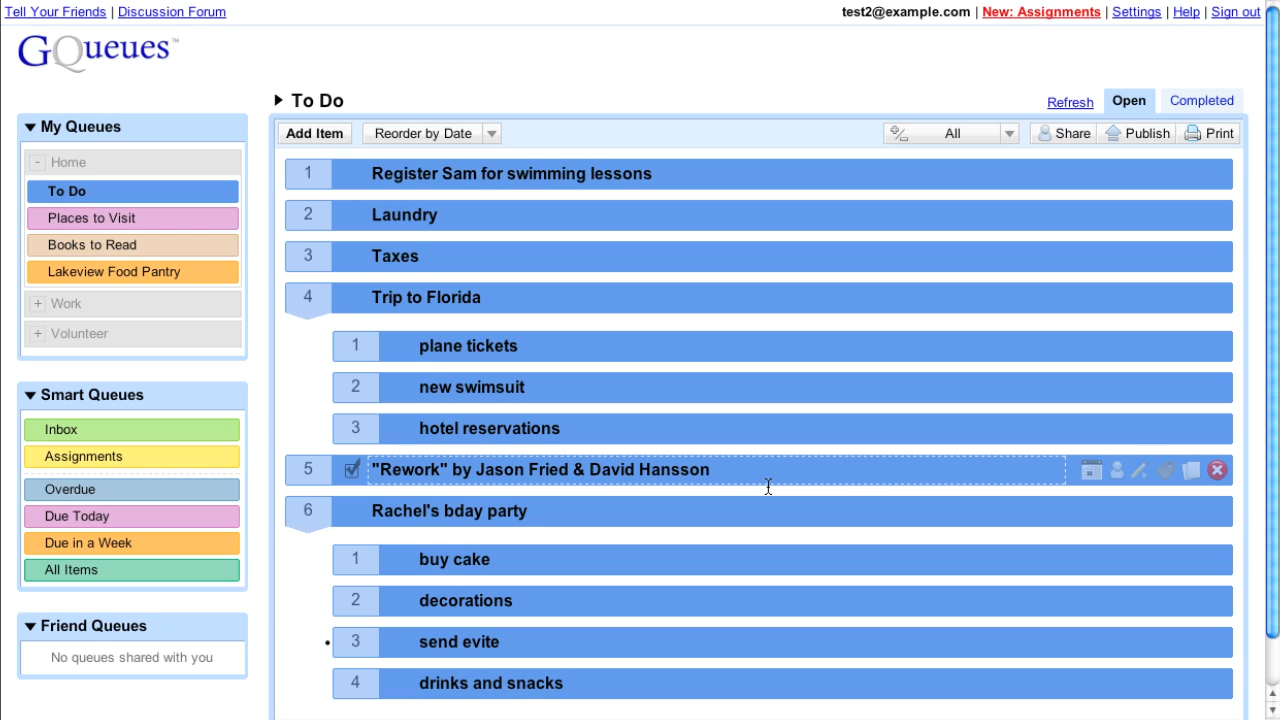 Tell Your Friends | Discussion Forum
test2@example.com | New: Assignments | Settings | Help | Sign out
GQueues™
To Do
Refresh
Open
Completed
My Queues
- Home
To Do
Places to Visit
Books to Read
Lakeview Food Pantry
+ Work
+ Volunteer
Smart Queues
Inbox
Assignments
Overdue
Due Today
Due in a Week
All Items
Friend Queues
No queues shared with you
Add Item
Reorder by Date
All
Share
Publish
Print
1 Register Sam for swimming lessons
2 Laundry
3 Taxes
4 Trip to Florida
1 plane tickets
2 new swimsuit
3 hotel reservations
5 "Rework" by Jason Fried & David Hansson
6 Rachel's bday party
1 buy cake
2 decorations
• 3 send evite
4 drinks and snacks